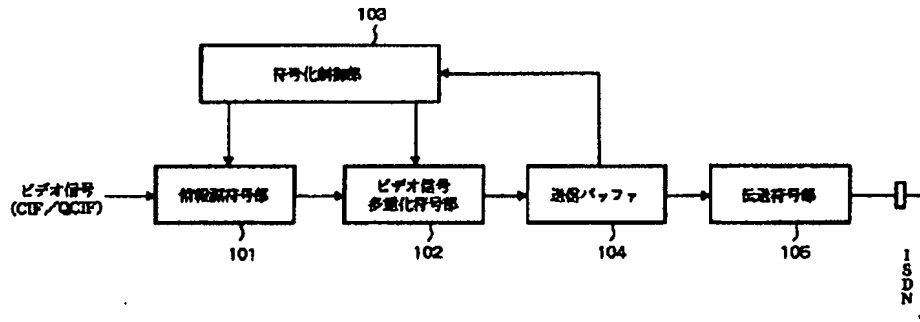 103
符号化制御部
ビデオ信号
(CIF/QCIF)
情報源符号部
ビデオ信号
多重化符号部
送信バッファ
伝送符号部
101
102
104
105
ISDN